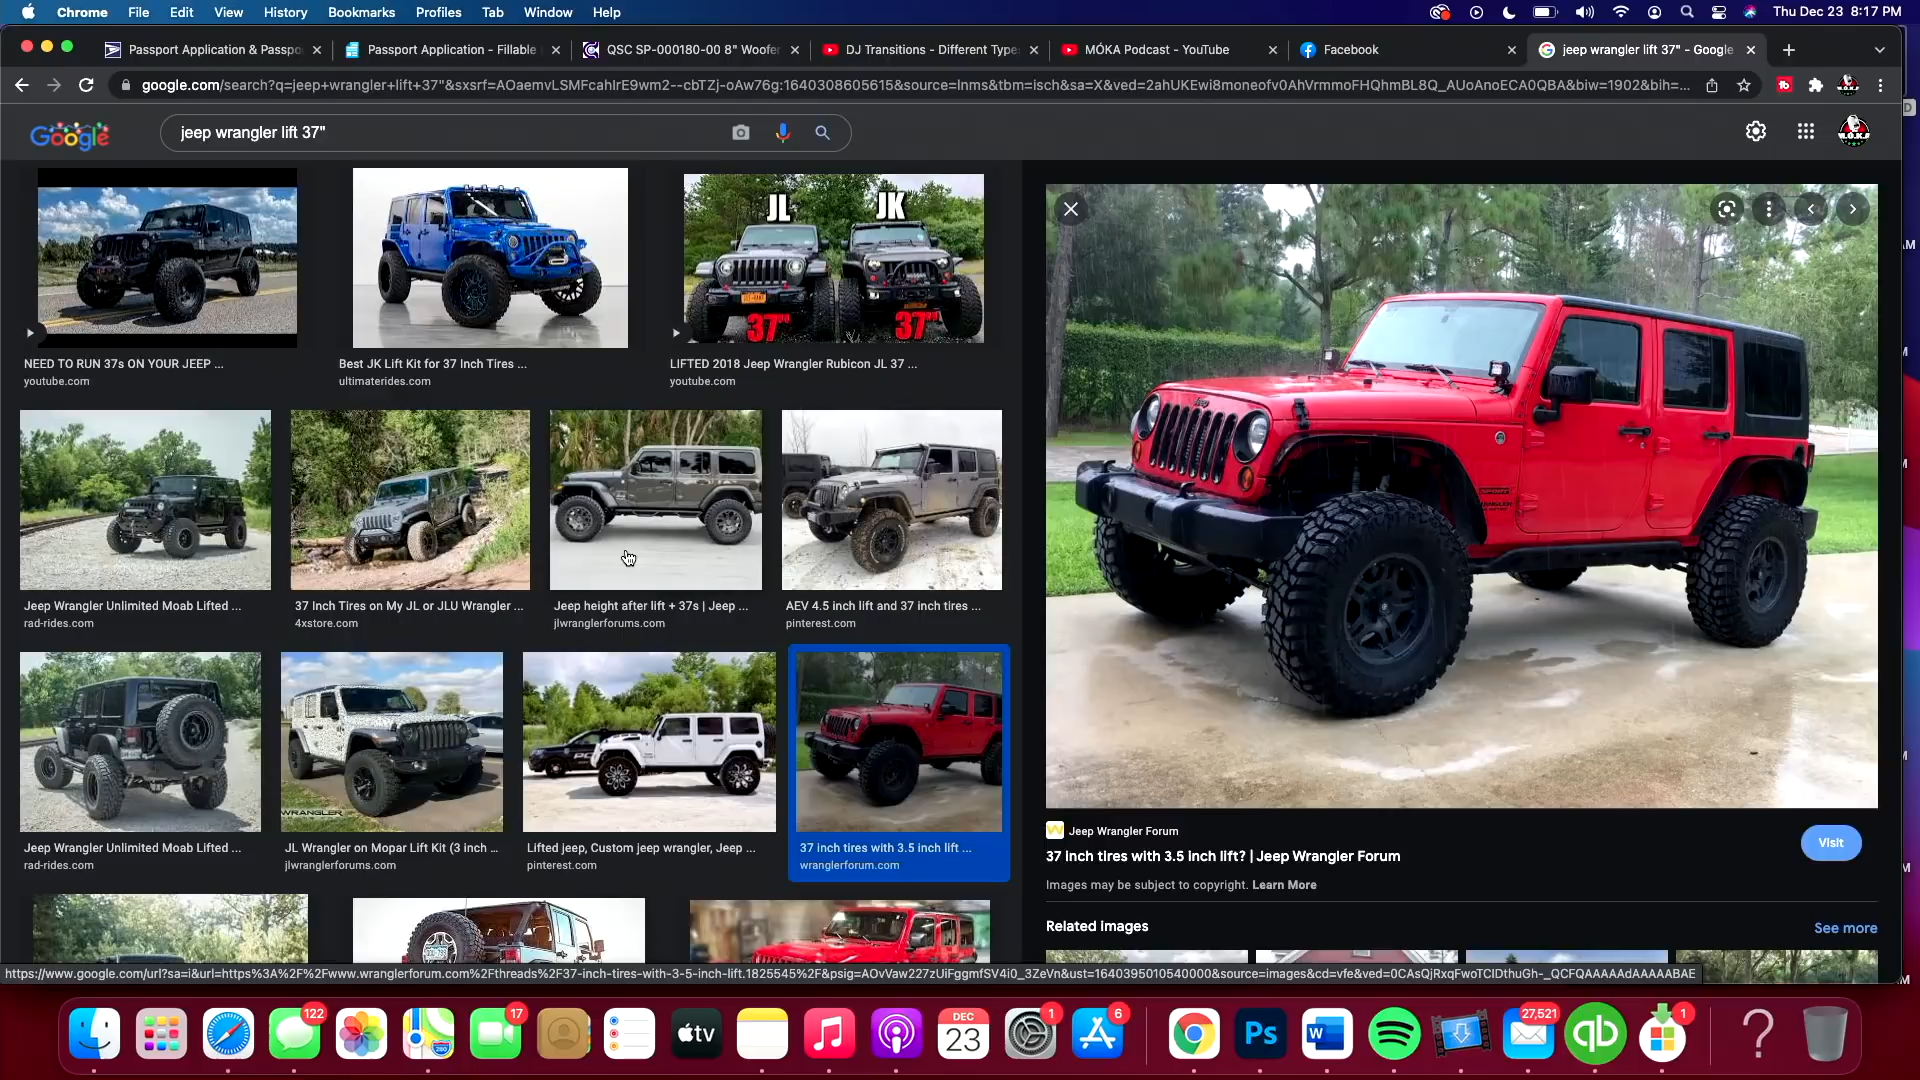 Chrome File Edit View History Bookmarks Profiles Tab Window Help Thu Dec 23 8:17 PM
Passport Application & Passpo
Passport Application - Fillable
QSC SP-000180-00 8" Woofer
DJ Transitions - Different Type
MÓKA Podcast - YouTube
Facebook
jeep wrangler lift 37" - Google
google.com/search?q=jeep+wrangler+lift+37"&sxsrf=AOaemvLSMFcahIrE9wm2--cbTZj-oAw76g:1640308605615&source=lnms&tbm=isch&sa=X&ved=2ahUKEwi8moneofv0AhVrmmoFHQhmBL8Q_AUoAnoECA0QBA&biw=1902&bih=...
Google
jeep wrangler lift 37"
JL JK
37" 37"
NEED TO RUN 37s ON YOUR JEEP ...
youtube.com
Best JK Lift Kit for 37 Inch Tires ...
ultimaterides.com
LIFTED 2018 Jeep Wrangler Rubicon JL 37 ...
youtube.com
Jeep Wrangler Unlimited Moab Lifted ...
rad-rides.com
37 Inch Tires on My JL or JLU Wrangler ...
4xstore.com
Jeep height after lift + 37s | Jeep ...
jlwranglerforums.com
AEV 4.5 inch lift and 37 inch tires ...
pinterest.com
WRANGLER
Jeep Wrangler Unlimited Moab Lifted ...
rad-rides.com
JL Wrangler on Mopar Lift Kit (3 inch ...
jlwranglerforums.com
Lifted jeep, Custom jeep wrangler, Jeep ...
pinterest.com
37 inch tires with 3.5 inch lift ...
wranglerforum.com
Jeep Wrangler Forum
37 inch tires with 3.5 inch lift? | Jeep Wrangler Forum
Visit
Images may be subject to copyright. Learn More
Related images
See more
https://www.google.com/url?sa=i&url=https%3A%2F%2Fwww.wranglerforum.com%2Fthreads%2F37-inch-tires-with-3-5-inch-lift.1825545%2F&psig=AOvVaw227zUiFggmfSV4i0_3ZeVn&ust=1640395010540000&source=images&cd=vfe&ved=0CAsQjRxqFwoTCIDthuGh-_QCFQAAAAAdAAAAABAE
122
17
280
tv
DEC
23
1
6
Ps
W
27,521
qb
1
?